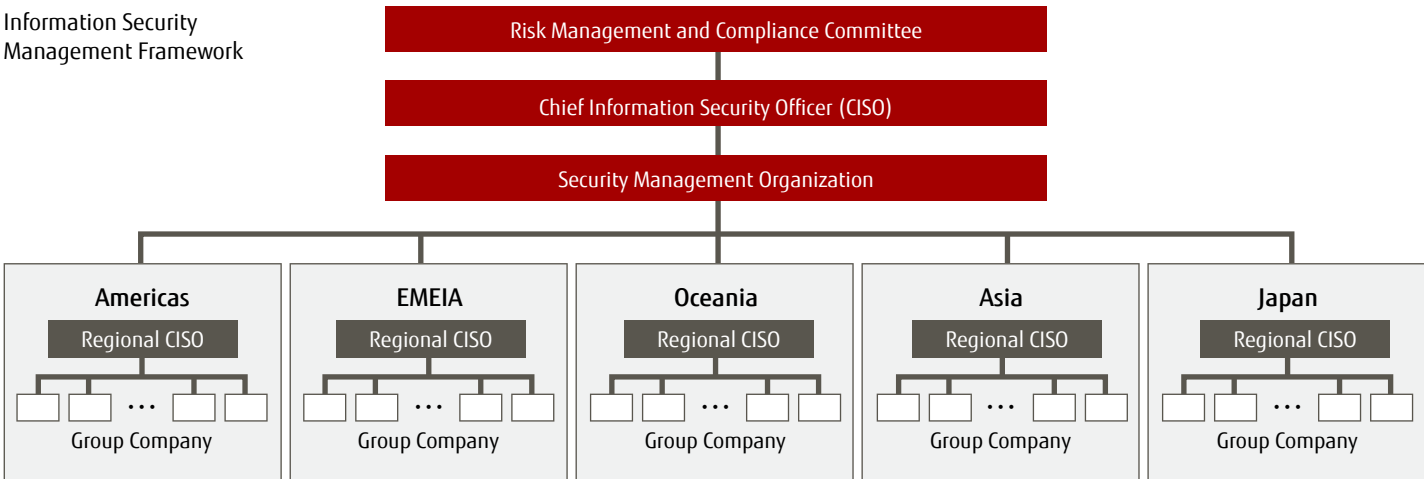 Information Security
Management Framework
Risk Management and Compliance Committee
Chief Information Security Officer (CISO)
Security Management Organization
Americas
Regional CISO
...
Group Company
EMEIA
Regional CISO
...
Group Company
Oceania
Regional CISO
...
Group Company
Asia
Regional CISO
...
Group Company
Japan
Regional CISO
...
Group Company